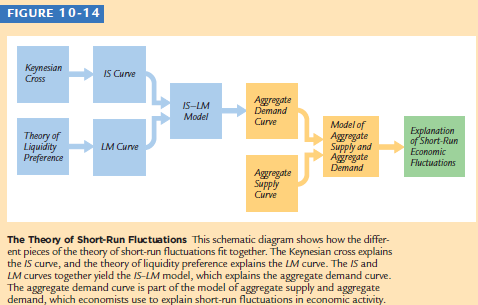 FIGURE 10-14
Keynesian
Cross
IS Curve
Theory of
Liquidity
Preference
LM Curve
IS–LM
Model
Aggregate
Demand
Curve
Aggregate
Supply
Curve
Model of
Aggregate
Supply and
Aggregate
Demand
Explanation
of Short-Run
Economic
Fluctuations
The Theory of Short-Run Fluctuations This schematic diagram shows how the differ-
ent pieces of the theory of short-run fluctuations fit together. The Keynesian cross explains
the IS curve, and the theory of liquidity preference explains the LM curve. The IS and
LM curves together yield the IS–LM model, which explains the aggregate demand curve.
The aggregate demand curve is part of the model of aggregate supply and aggregate
demand, which economists use to explain short-run fluctuations in economic activity.